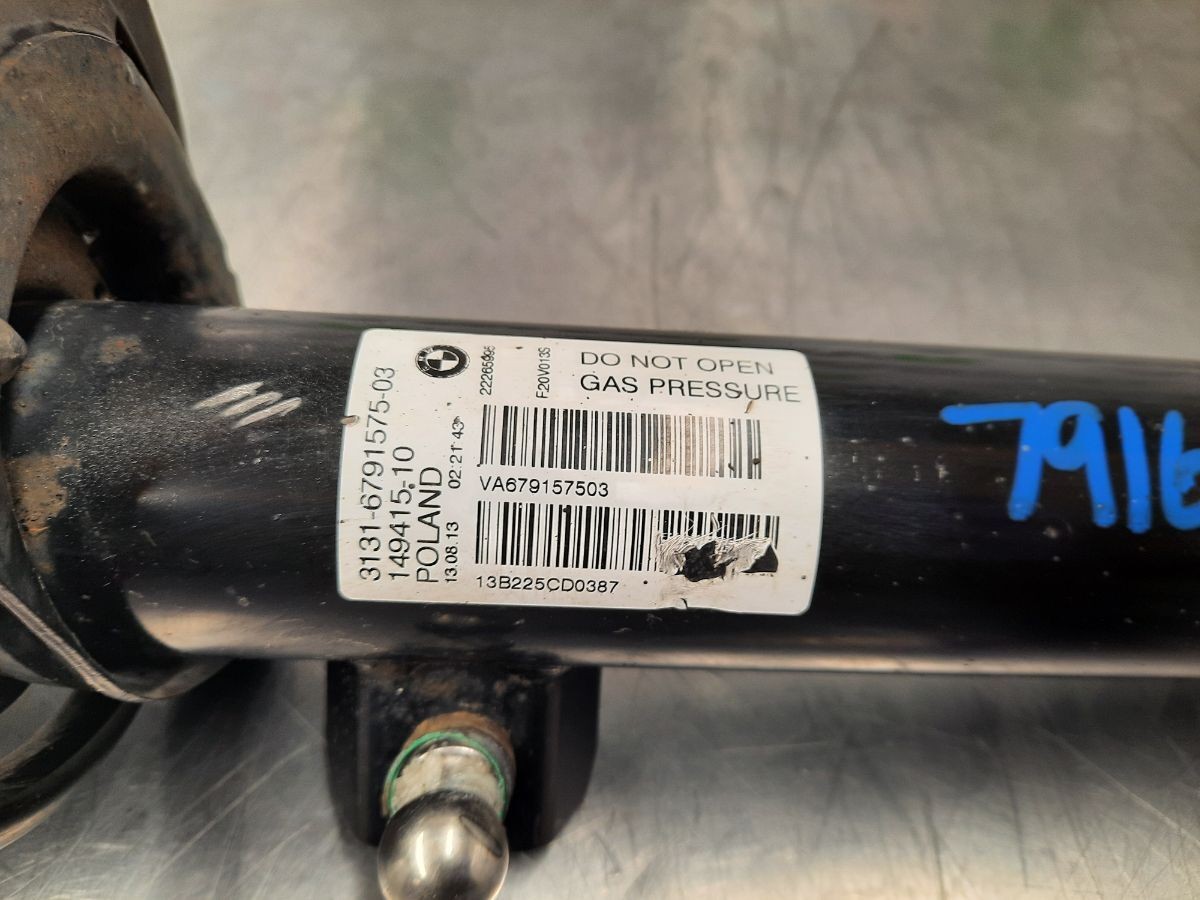 3131-6791575-03
149415-10
POLAND
13.08.13 02:21:43
22265995
F20V013S
DO NOT OPEN
GAS PRESSURE
VA679157503
13B225CD0387